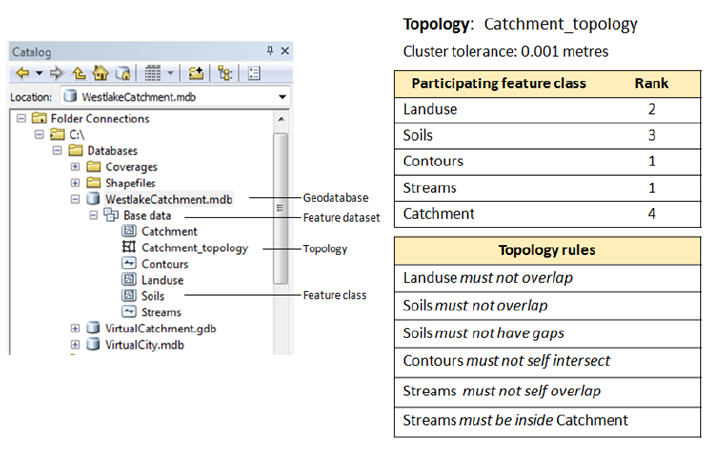 Catalog
Location: WestlakeCatchment.mdb
Folder Connections
C:\
Databases
Coverages
Shapefiles
WestlakeCatchment.mdb
Base data
Catchment
Catchment_topology
Contours
Landuse
Soils
Streams
VirtualCatchment.gdb
VirtualCity.mdb
Geodatabase
Feature dataset
Topology
Feature class
Topology: Catchment_topology
Cluster tolerance: 0.001 metres
Participating feature class Rank
Landuse 2
Soils 3
Contours 1
Streams 1
Catchment 4
Topology rules
Landuse must not overlap
Soils must not overlap
Soils must not have gaps
Contours must not self intersect
Streams must not self overlap
Streams must be inside Catchment